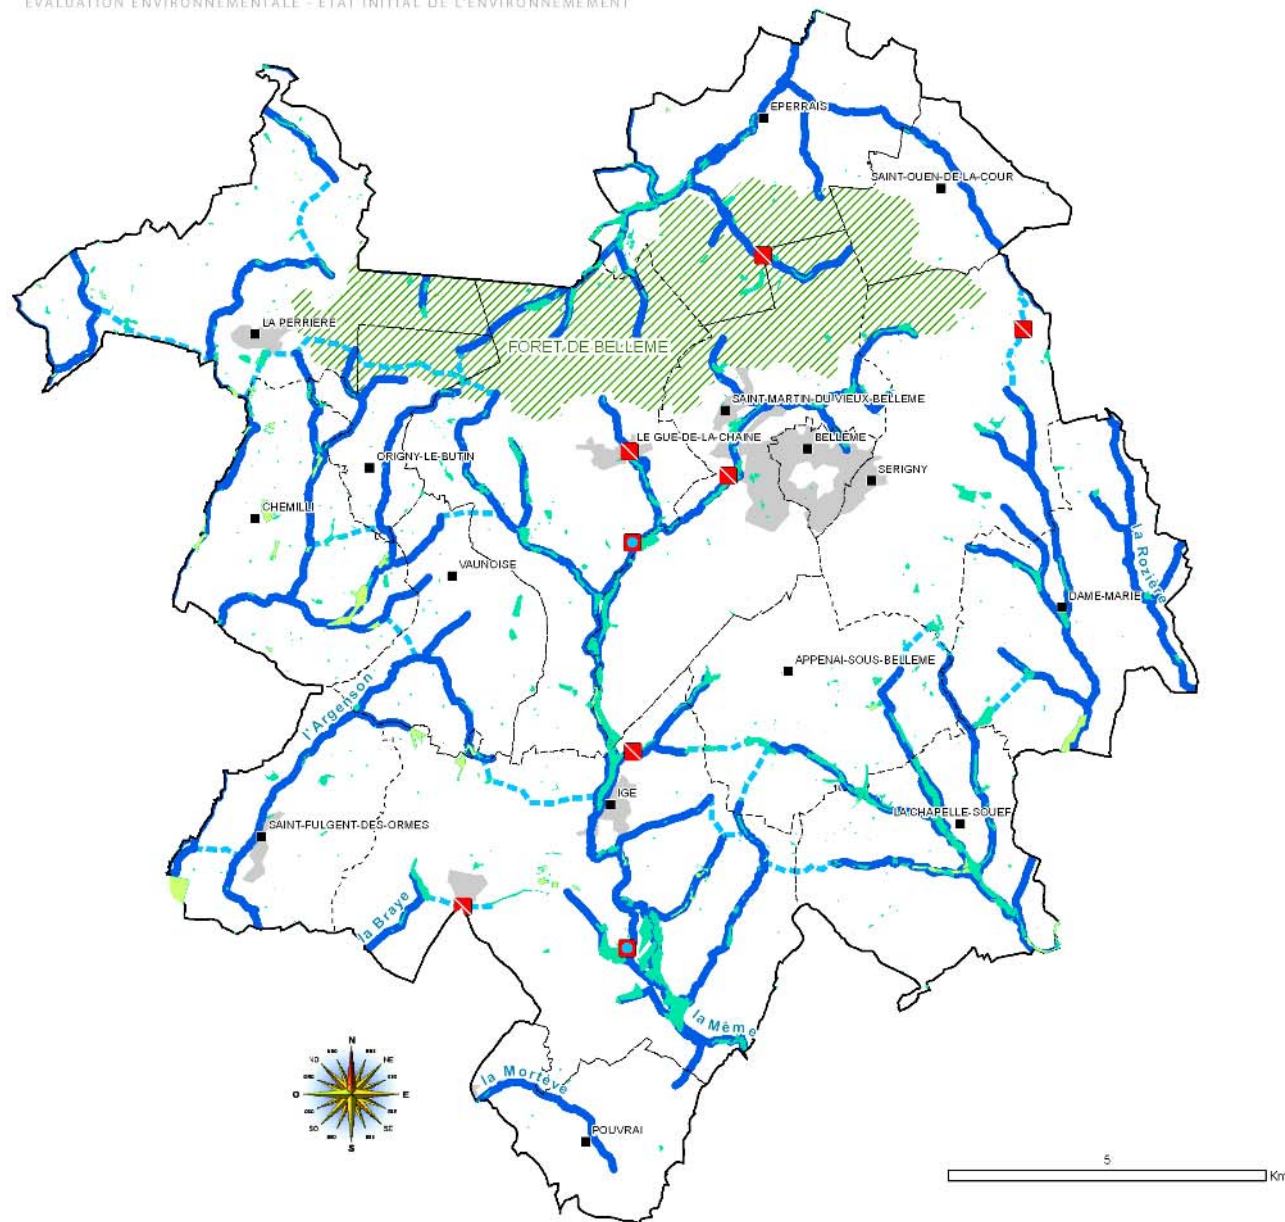 EVALUATION ENVIRONNEMENTALE - ETAT INITIAL DE L'ENVIRONNEMEMENT
EPERRAIS
SAINT-OUEN-DE-LA-COUR
LA PERRIERE
FORET DE BELLEME
SAINT-MARTIN-DU-VIEUX-BELLEME
LE GUE-DE-LA-CHAINE
BELLEME
ORIGNY-LE-BUTIN
SERIGNY
CHEMILLI
la Rozière
VAUNOISE
DAME-MARIE
APPENAI-SOUS-BELLEME
l'Argenson
IGE
LA CHAPELLE-SOUEF
SAINT-FULGENT-DES-ORMES
la Braye
la Même
N
NO
NE
O
E
SO
SE
S
la Mortève
POUVRAI
5
Km